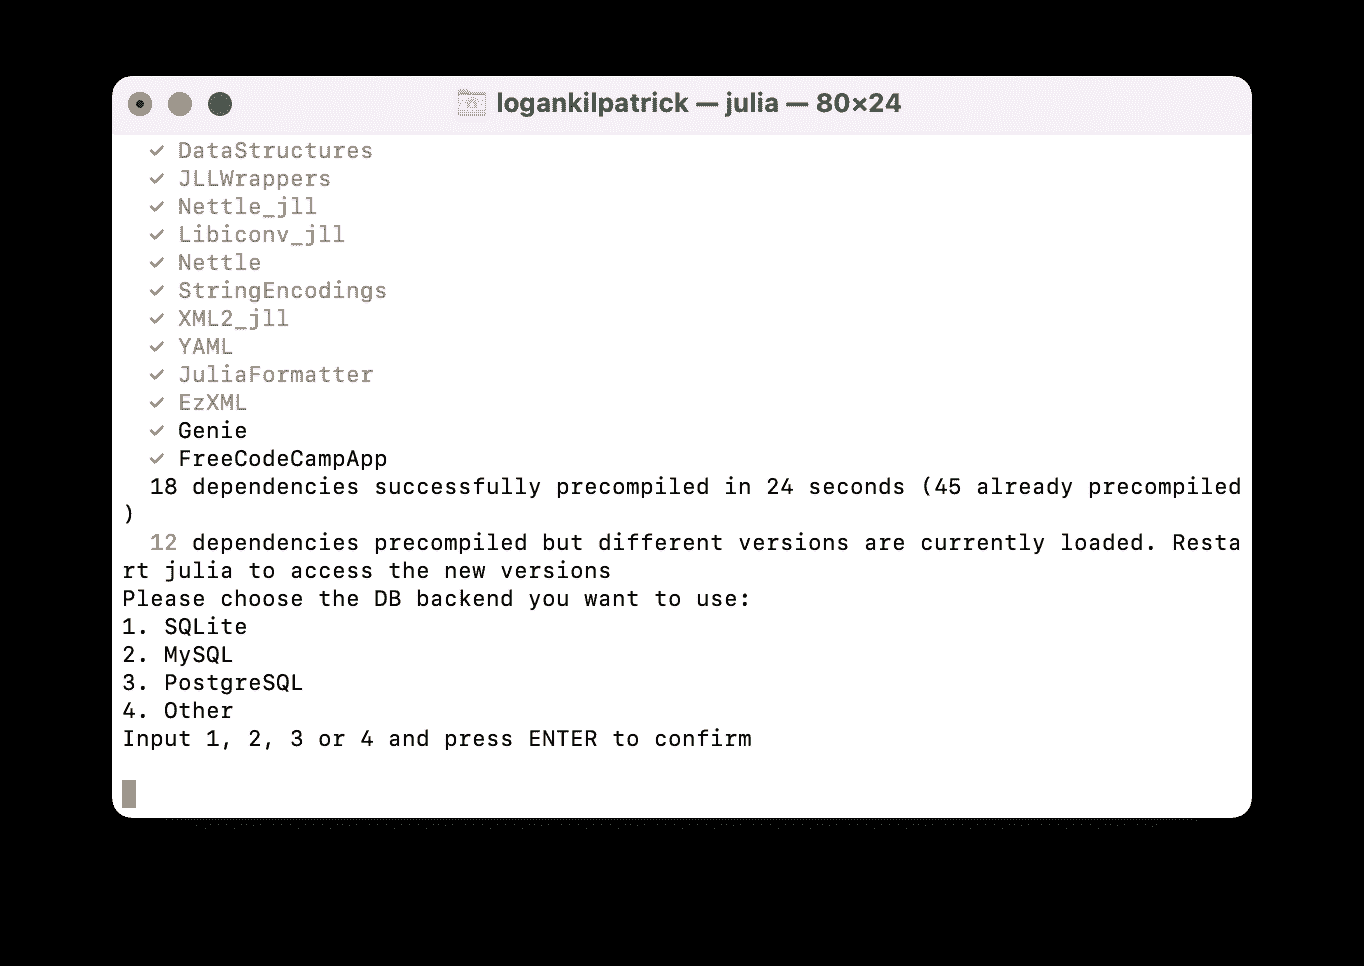 logankilpatrick — julia — 80×24
✓ DataStructures
✓ JLLWrappers
✓ Nettle_jll
✓ Libiconv_jll
✓ Nettle
✓ StringEncodings
✓ XML2_jll
✓ YAML
✓ JuliaFormatter
✓ EzXML
✓ Genie
✓ FreeCodeCampApp
18 dependencies successfully precompiled in 24 seconds (45 already precompiled
)
12 dependencies precompiled but different versions are currently loaded. Resta
rt julia to access the new versions
Please choose the DB backend you want to use:
1. SQLite
2. MySQL
3. PostgreSQL
4. Other
Input 1, 2, 3 or 4 and press ENTER to confirm